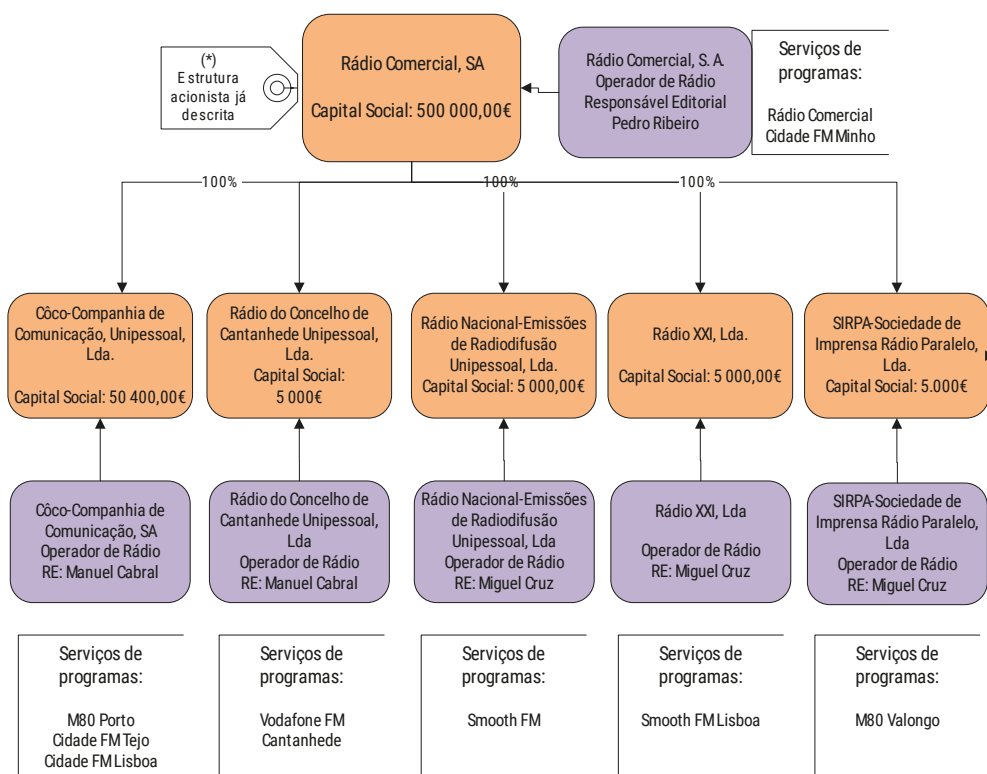 (*)
Estrutura
acionista já
descrita
Rádio Comercial, SA
Capital Social: 500 000,00€
Rádio Comercial, S. A.
Operador de Rádio
Responsável Editorial
Pedro Ribeiro
Serviços de
programas:
Rádio Comercial
Cidade FM Minho
100%
100%
100%
Côco-Companhia de
Comunicação, Unipessoal,
Lda.
Capital Social: 50 400,00€
Rádio do Concelho de
Cantanhede Unipessoal,
Lda.
Capital Social:
5 000€
Rádio Nacional-Emissões
de Radiodifusão
Unipessoal, Lda.
Capital Social: 5 000,00€
Rádio XXI, Lda.
Capital Social: 5 000,00€
SIRPA-Sociedade de
Imprensa Rádio Paralelo,
Lda.
Capital Social: 5.000€
Côco-Companhia de
Comunicação, SA
Operador de Rádio
RE: Manuel Cabral
Rádio do Concelho de
Cantanhede Unipessoal,
Lda
Operador de Rádio
RE: Manuel Cabral
Rádio Nacional-Emissões
de Radiodifusão
Unipessoal, Lda
Operador de Rádio
RE: Miguel Cruz
Rádio XXI, Lda
Operador de Rádio
RE: Miguel Cruz
SIRPA-Sociedade de
Imprensa Rádio Paralelo,
Lda
Operador de Rádio
RE: Miguel Cruz
Serviços de
programas:
M80 Porto
Cidade FM Tejo
Cidade FM Lisboa
Serviços de
programas:
Vodafone FM
Cantanhede
Serviços de
programas:
Smooth FM
Serviços de
programas:
Smooth FM Lisboa
Serviços de
programas:
M80 Valongo